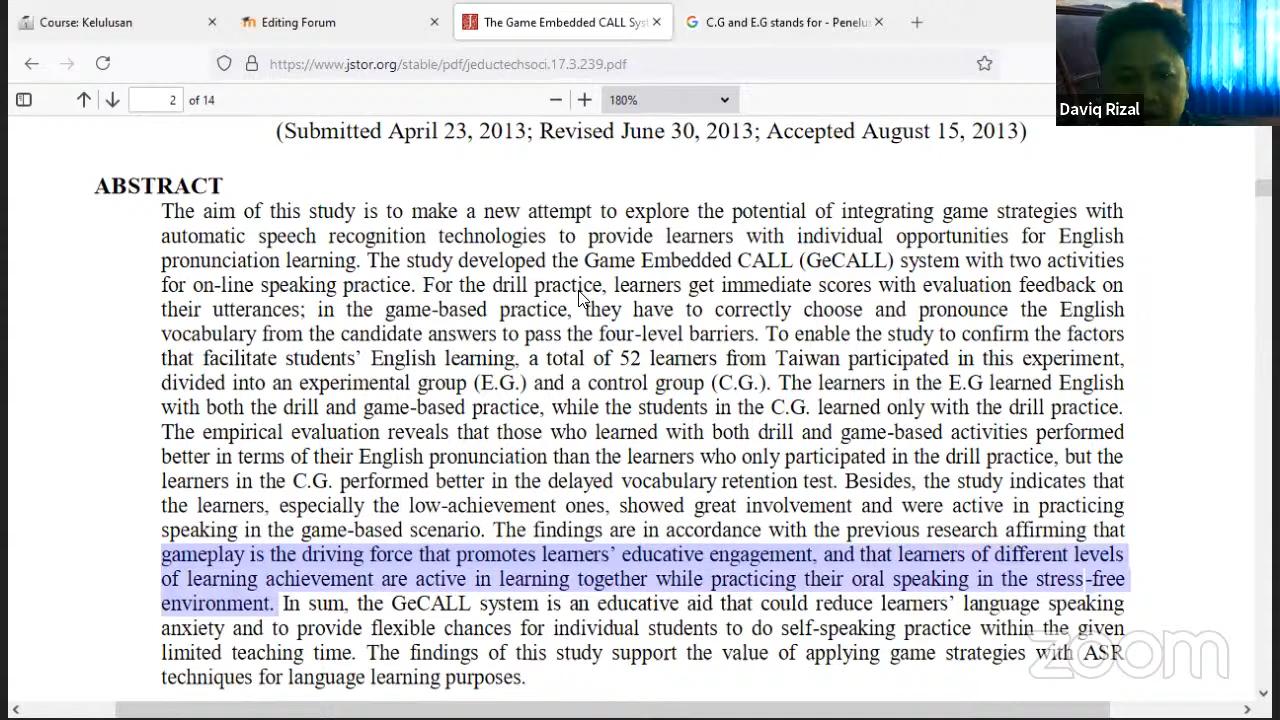 Course: Kelulusan
Editing Forum
The Game Embedded CALL Sys
C.G and E.G stands for - Penelus
https://www.jstor.org/stable/pdf/jeductechsoci.17.3.239.pdf
2 of 14
180%
Daviq Rizal
(Submitted April 23, 2013; Revised June 30, 2013; Accepted August 15, 2013)
ABSTRACT
The aim of this study is to make a new attempt to explore the potential of integrating game strategies with
automatic speech recognition technologies to provide learners with individual opportunities for English
pronunciation learning. The study developed the Game Embedded CALL (GeCALL) system with two activities
for on-line speaking practice. For the drill practice, learners get immediate scores with evaluation feedback on
their utterances; in the game-based practice, they have to correctly choose and pronounce the English
vocabulary from the candidate answers to pass the four-level barriers. To enable the study to confirm the factors
that facilitate students' English learning, a total of 52 learners from Taiwan participated in this experiment,
divided into an experimental group (E.G.) and a control group (C.G.). The learners in the E.G learned English
with both the drill and game-based practice, while the students in the C.G. learned only with the drill practice.
The empirical evaluation reveals that those who learned with both drill and game-based activities performed
better in terms of their English pronunciation than the learners who only participated in the drill practice, but the
learners in the C.G. performed better in the delayed vocabulary retention test. Besides, the study indicates that
the learners, especially the low-achievement ones, showed great involvement and were active in practicing
speaking in the game-based scenario. The findings are in accordance with the previous research affirming that
gameplay is the driving force that promotes learners' educative engagement, and that learners of different levels
of learning achievement are active in learning together while practicing their oral speaking in the stress-free
environment. In sum, the GeCALL system is an educative aid that could reduce learners' language speaking
anxiety and to provide flexible chances for individual students to do self-speaking practice within the given
limited teaching time. The findings of this study support the value of applying game strategies with ASR
techniques for language learning purposes.
zoom